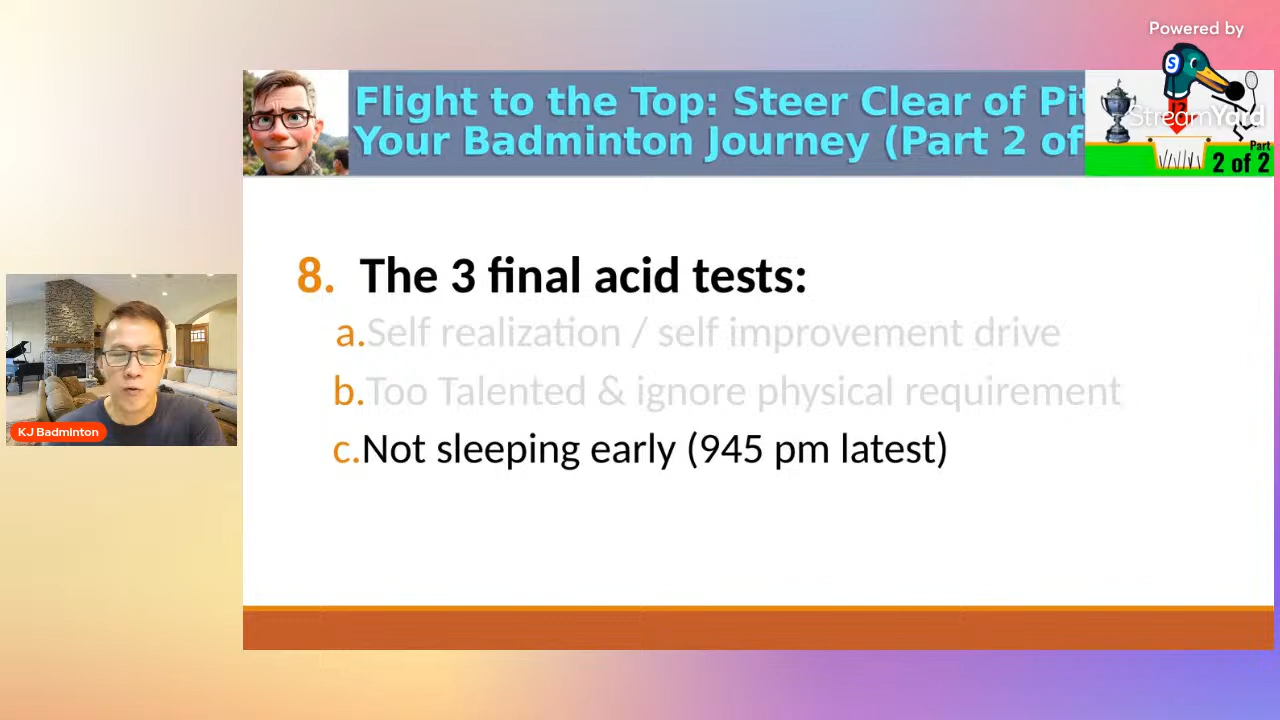 Powered by
StreamYard
Flight to the Top: Steer Clear of
Your Badminton Journey (Part 2 of
12
Part
2 of 2
8. The 3 final acid tests:
a.Self realization / self improvement drive
b.Too Talented & ignore physical requirement
c.Not sleeping early (945 pm latest)
KJ Badminton